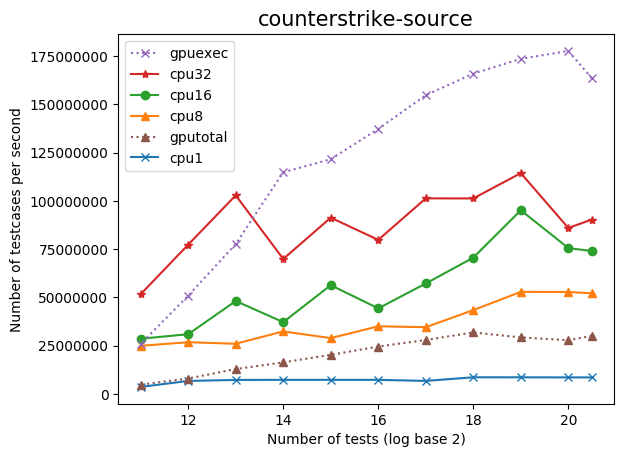 counterstrike-source
Number of testcases per second
175000000
150000000
125000000
100000000
75000000
50000000
25000000
0
gpuexec
cpu32
cpu16
cpu8
gputotal
cpu1
12 14 16 18 20
Number of tests (log base 2)